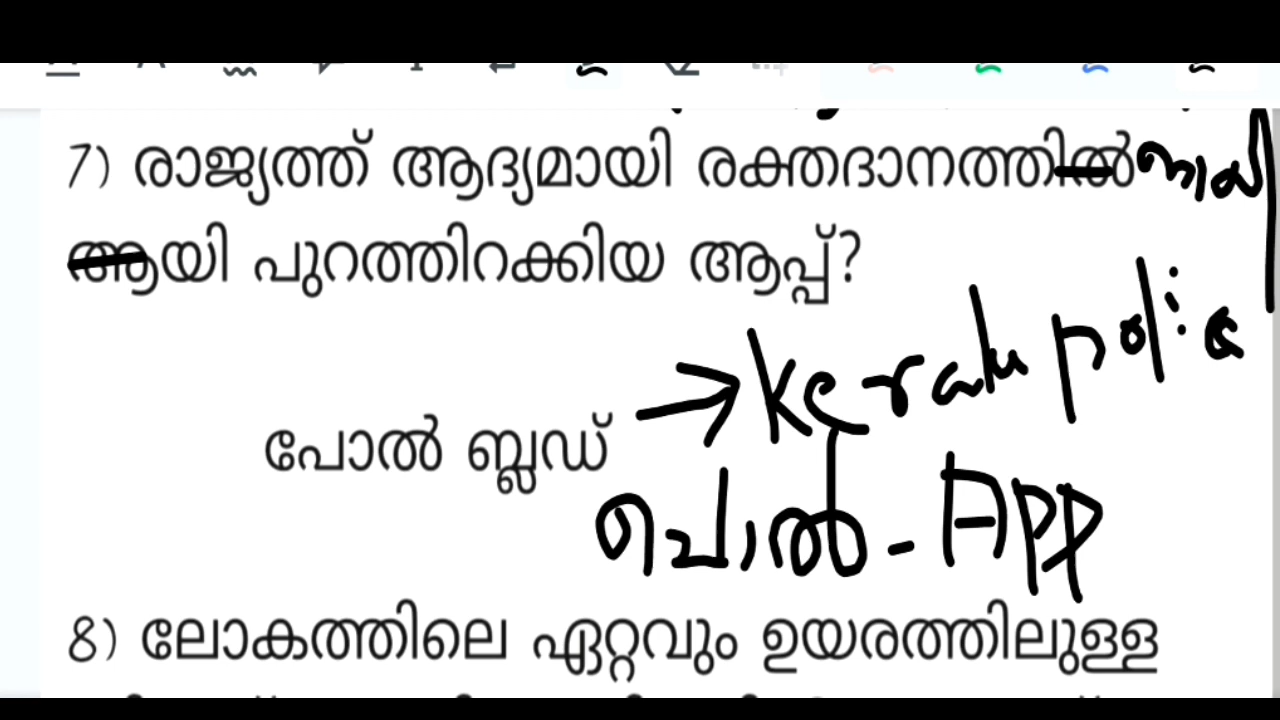 7) രാജ്യത്ത് ആദ്യമായി രക്തദാനത്തിൽ നായി
ആയി പുറത്തിറക്കിയ ആപ്പ്?
→ Kerala police
പോൽ ബ്ലഡ്
പൊൽ - APP
8) ലോകത്തിലെ ഏറ്റവും ഉയരത്തിലുള്ള